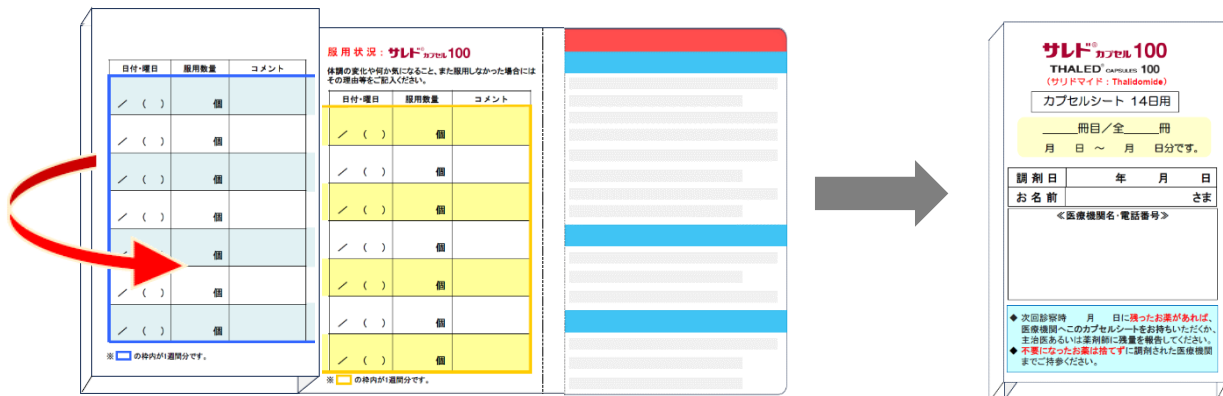 日付・曜日 服用数量 コメント
／ （ ） 個
／ （ ） 個
／ （ ） 個
／ （ ） 個
／ （ ） 個
／ （ ） 個
／ （ ） 個
※ の枠内が1週間分です。
服用状況：サレド®カプセル100
体調の変化や何か気になること、また服用しなかった場合には
その理由等をご記入ください。
日付・曜日 服用数量 コメント
／ （ ） 個
／ （ ） 個
／ （ ） 個
／ （ ） 個
／ （ ） 個
／ （ ） 個
／ （ ） 個
※ の枠内が1週間分です。
サレド®カプセル100
THALED® CAPSULES 100
（サリドマイド：Thalidomide）
カプセルシート 14日用
＿＿＿冊目／全＿＿＿冊
月 日 ～ 月 日分です。
調剤日 年 月 日
お名前 さま
≪医療機関名・電話番号≫
◆ 次回診察時 月 日に残ったお薬があれば、
医療機関へこのカプセルシートをお持ちいただくか、
主治医あるいは薬剤師に残量を報告してください。
◆ 不要になったお薬は捨てずに調剤された医療機関
までご持参ください。